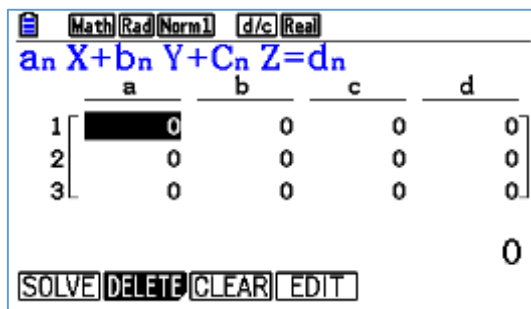 Math Rad Norm1 d/c Real
an X+bn Y+Cn Z=dn
a b c d
1 0 0 0 0
2 0 0 0 0
3 0 0 0 0
0
SOLVE DELETE CLEAR EDIT